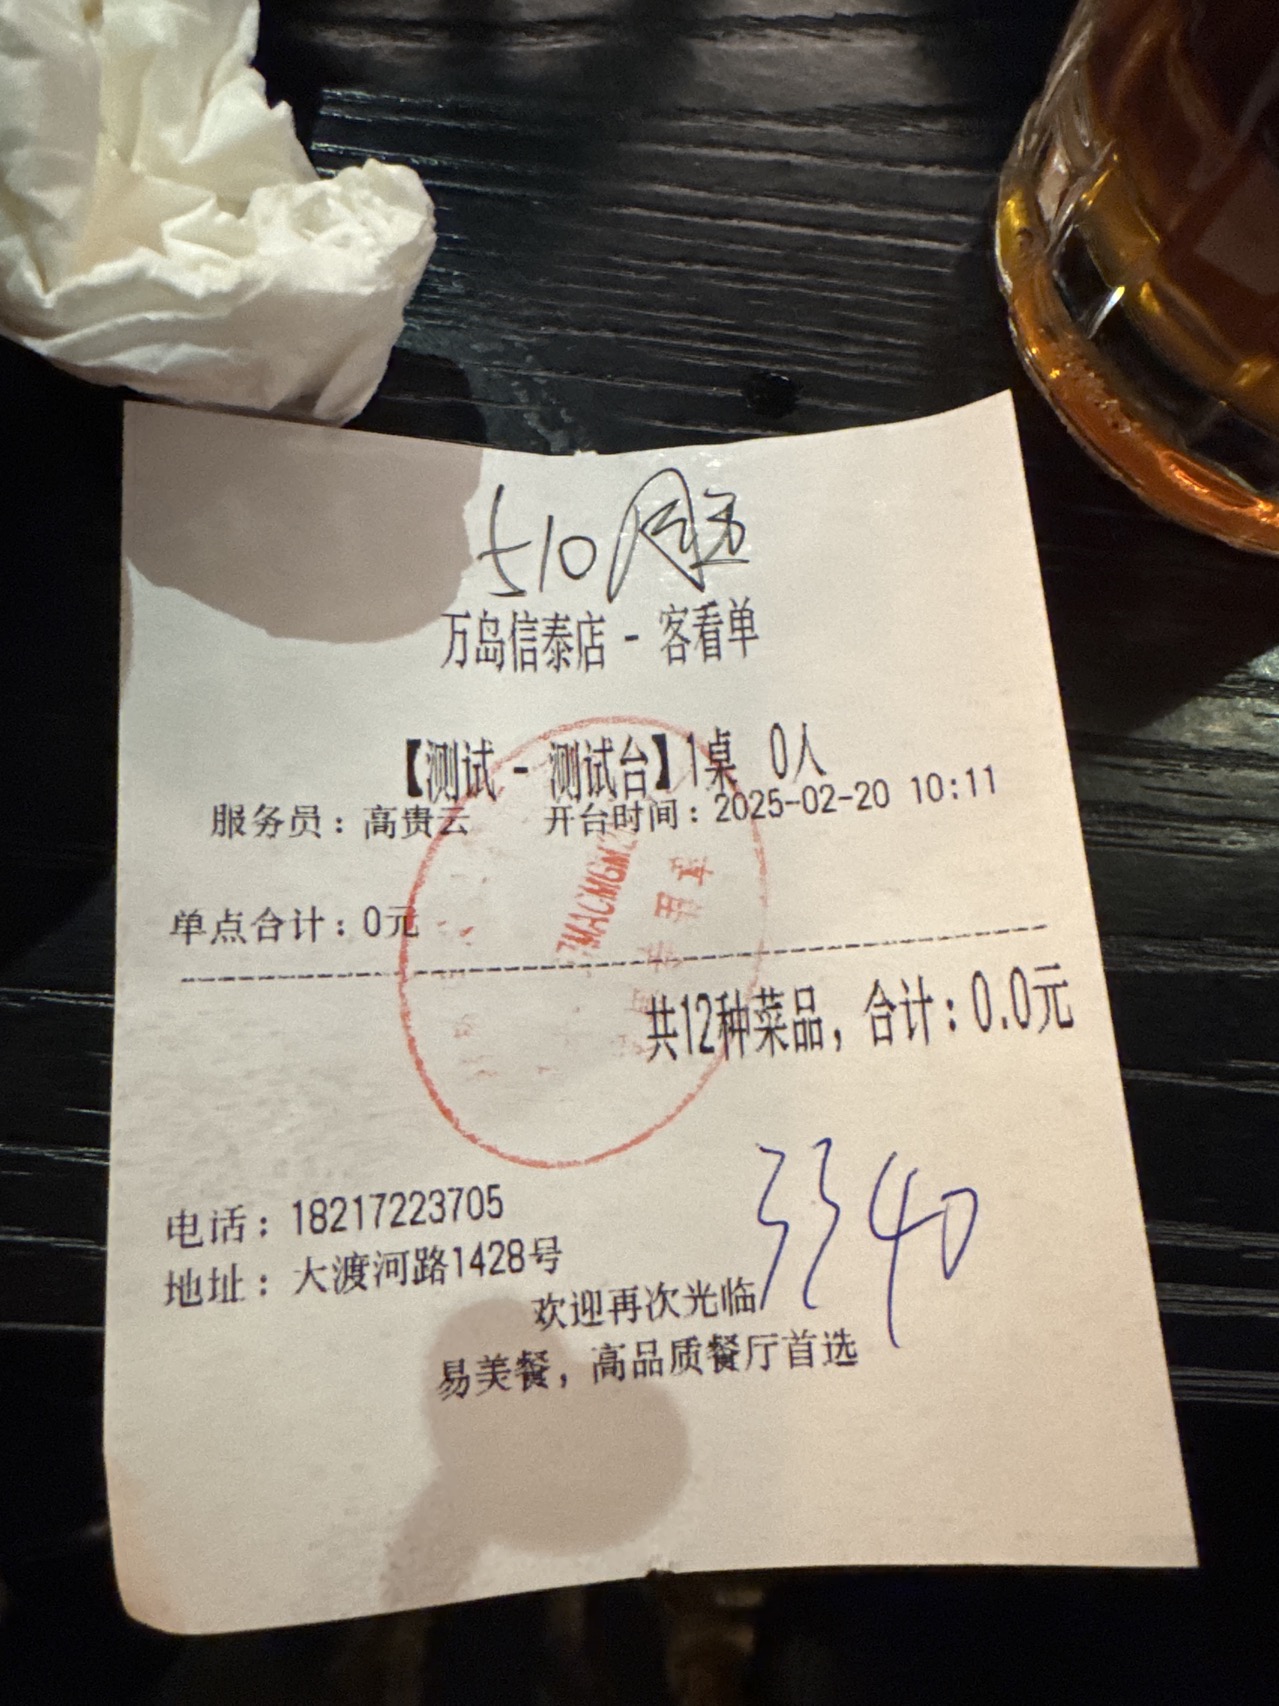 510 周五
万岛信泰店 - 客看单
【测试 - 测试台】1桌 0人
服务员：高贵云 开台时间：2025-02-20 10:11
单点合计：0元
共12种菜品，合计：0.0元
3340
电话：18217223705
地址：大渡河路1428号
欢迎再次光临
易美餐，高品质餐厅首选